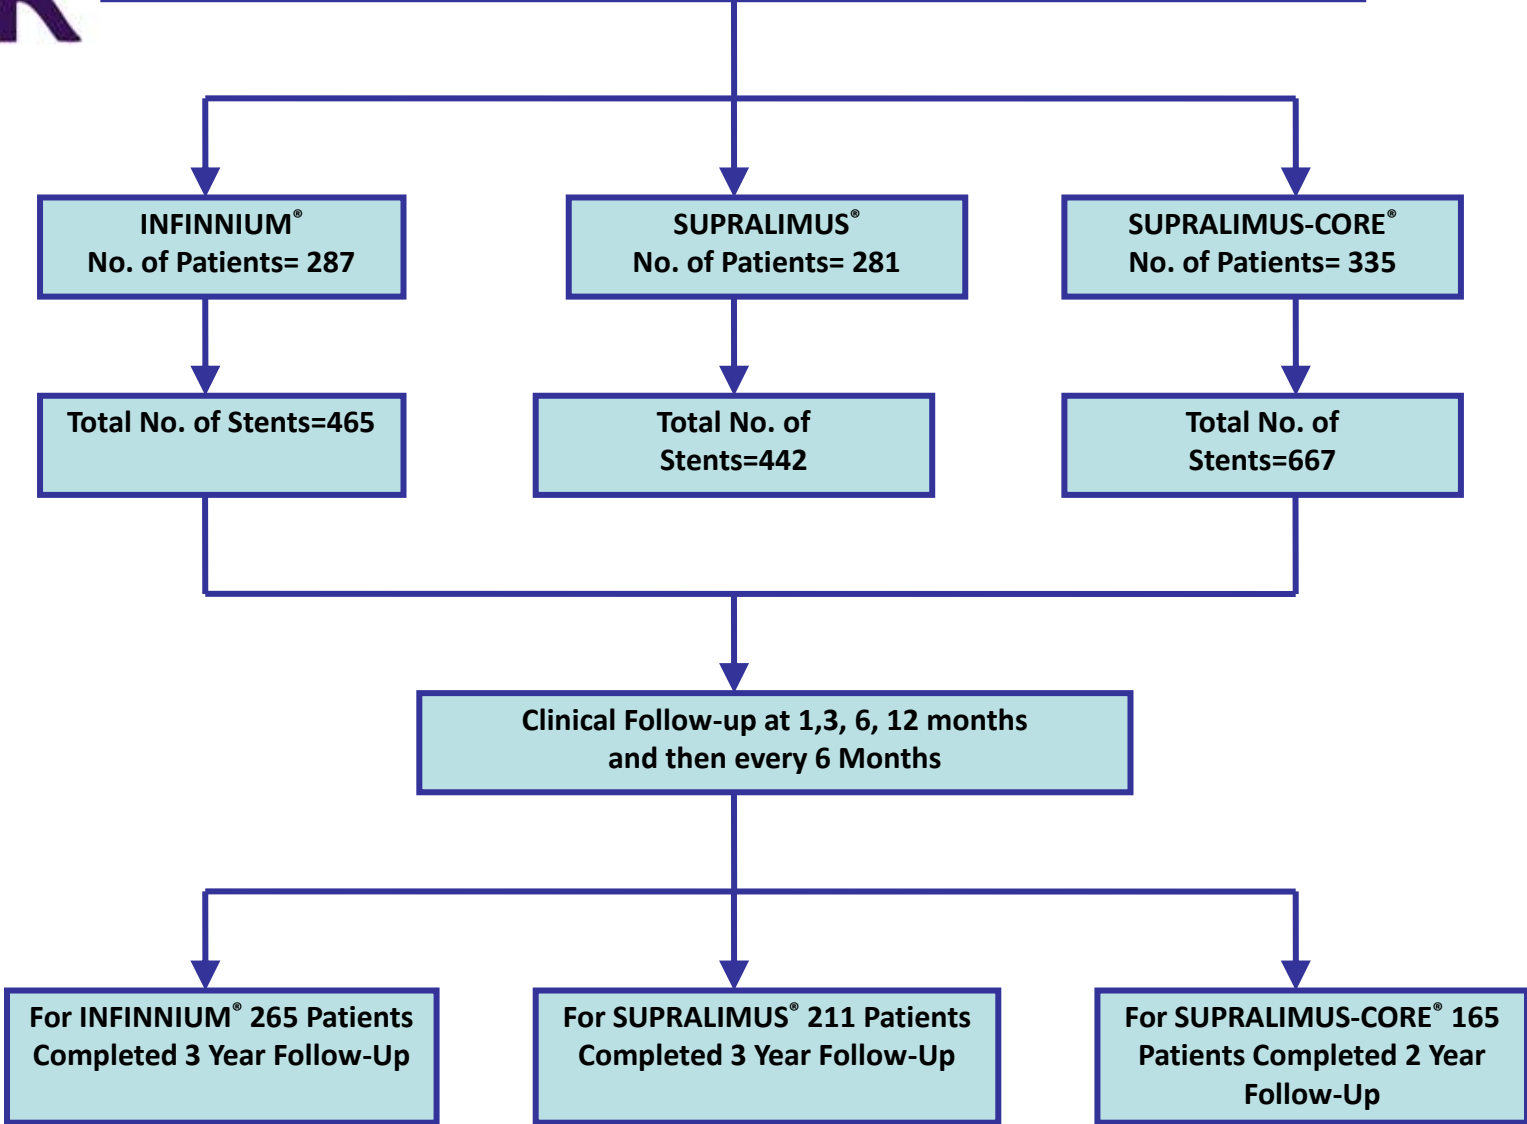 INFINNIUM®
No. of Patients= 287
SUPRALIMUS®
No. of Patients= 281
SUPRALIMUS-CORE®
No. of Patients= 335
Total No. of Stents=465
Total No. of
Stents=442
Total No. of
Stents=667
Clinical Follow-up at 1,3, 6, 12 months
and then every 6 Months
For INFINNIUM® 265 Patients
Completed 3 Year Follow-Up
For SUPRALIMUS® 211 Patients
Completed 3 Year Follow-Up
For SUPRALIMUS-CORE® 165
Patients Completed 2 Year
Follow-Up